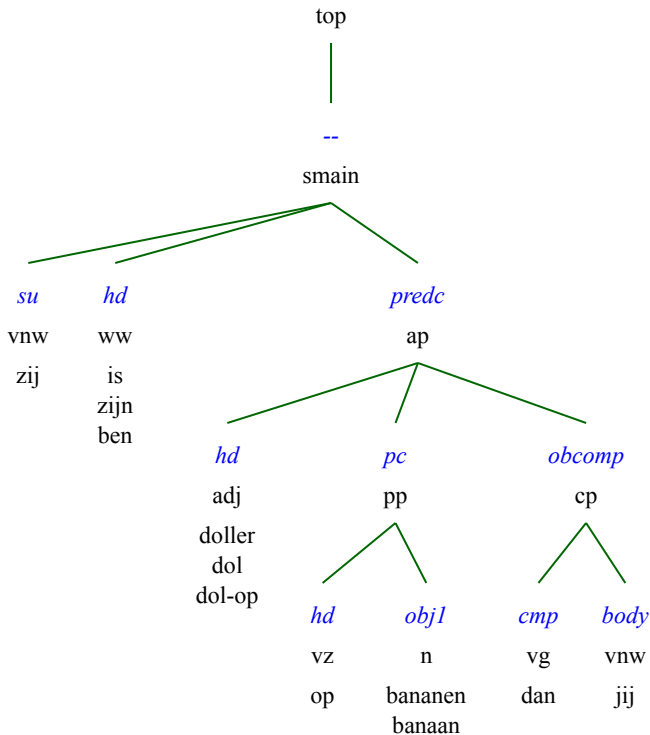 top
--
smain
su hd predc
vnw ww ap
zij is
zijn
ben
hd pc obcomp
adj pp cp
doller
dol
dol-op
hd obj1 cmp body
vz n vg vnw
op bananen dan jij
banaan